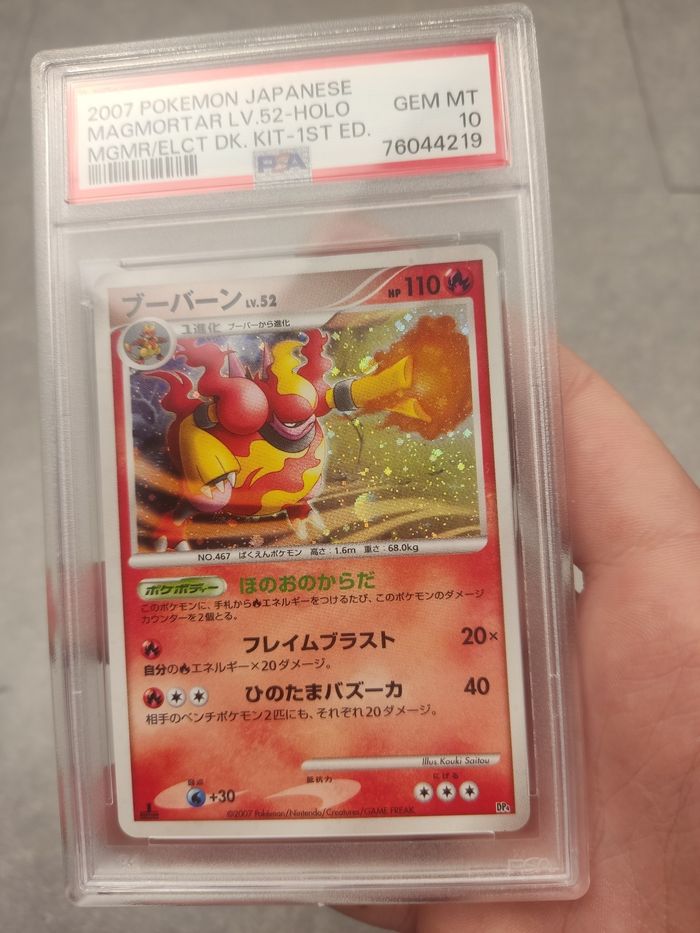 2007 POKEMON JAPANESE
MAGMORTAR LV.52-HOLO
MGMR/ELCT DK. KIT-1ST ED.
GEM MT
10
76044219
PSA
ブーバーン LV.52
HP 110
1進化 ブーバーから進化
NO.467 ばくえんポケモン 高さ:1.6m 重さ:68.0kg
ポケボディー ほのおのからだ
このポケモンに、手札からエネルギーをつけるたび、このポケモンのダメージ
カウンターを2個とる。
フレイムブラスト 20×
自分のエネルギー×20ダメージ。
ひのたまバズーカ 40
相手のベンチポケモン2匹にも、それぞれ20ダメージ。
Illus. Kouki Saitou
弱点 抵抗力 にげる
+30
1
DP4
©2007 Pokémon/Nintendo/Creatures/GAME FREAK